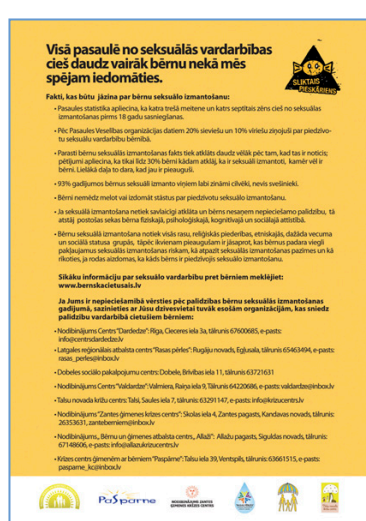 Visā pasaulē no seksuālās vardarbības
cieš daudz vairāk bērnu nekā mēs
spējam iedomāties.
SLIKTAIS
PIESKĀRIENS
Fakti, kas būtu jāzina par bērnu seksuālo izmantošanu:
• Pasaules statistika apliecina, ka katra trešā meitene un katrs septītais zēns cieš no seksuālas
izmantošanas pirms 18 gadu sasniegšanas.
• Pēc Pasaules Veselības organizācijas datiem 20% sieviešu un 10% vīriešu ziņojuši par piedzīvo-
tu seksuālu vardarbību bērnībā.
• Parasti bērnu seksuālās izmantošanas fakts tiek atklāts daudz vēlāk pēc tam, kad tas ir noticis;
pētījumi apliecina, ka tikai līdz 30% bērni kādam atklāj, ka ir seksuāli izmantoti, kamēr vēl ir
bērni. Lielākā daļa to dara, kad jau ir pieauguši.
• 93% gadījumos bērnus seksuāli izmanto viņiem labi zināmi cilvēki, nevis svešinieki.
• Bērni nemēdz melot vai izdomāt stāstus par piedzīvotu seksuālo izmantošanu.
• Ja seksuālā izmantošana notiek savlaicīgi atklāta un bērns nesaņem nepieciešamo palīdzību, tā
atstāj postošas sekas bērna fiziskajā, psiholoģiskajā, kognitīvajā un sociālajā attīstībā.
• Bērnu seksuālā izmantošana notiek visās rasu, reliģiskās piederības, etniskajās, dažāda vecuma
un sociālā statusa grupās, tāpēc ikvienam pieaugušam ir jāsaprot, kas bērnus padara viegli
pakļaujamus seksuālās izmantošanas riskam, kā atpazīt seksuālās izmantošanas pazīmes un kā
rīkoties, ja rodas aizdomas, ka kāds bērns ir piedzīvojis seksuālo izmantošanu.
Sīkāku informāciju par seksuālo vardarbību pret bērniem meklējiet:
www.bernskacietusais.lv
Ja Jums ir nepieciešamība vērsties pēc palīdzības bērnu seksuālās izmantošanas
gadījumā, sazinieties ar Jūsu dzīvesvietai tuvāk esošām organizācijām, kas sniedz
palīdzību vardarbībā cietušiem bērniem:
• Nodibinājums Centrs "Dardedze": Rīga, Cieceres iela 3a, tālrunis 67600685, e-pasts:
info@centrsdardedze.lv
• Latgales reģionālais atbalsta centrs "Rasas pērles": Rugāju novads, Eglusala, tālrunis 65463494, e-pasts:
rasas_perles@inbox.lv
• Dobeles sociālo pakalpojumu centrs: Dobele, Brīvības iela 11, tālrunis 63721631
• Nodibinājums Centrs "Valdardze": Valmiera, Raiņa iela 9, Tālrunis 64220686, e-pasts: valdardze@inbox.lv
• Talsu novada krīžu centrs: Talsi, Saules iela 7, tālrunis: 63291147, e-pasts: info@krizucentrs.lv
• Nodibinājums "Zantes ģimenes krīzes centrs": Skolas iela 4, Zantes pagasts, Kandavas novads, tālrunis:
26353631, zanteberniem@inbox.lv
• Nodibinājums „Bērnu un ģimenes atbalsta centrs „Allaži": Allažu pagasts, Siguldas novads, tālrunis:
67148606, e-pasts: info@allazukrizucentrs.lv
• Krīzes centrs ģimenēm ar bērniem "Paspārne": Talsu iela 39, Ventspils, tālrunis: 63661515, e-pasts:
pasparne_kc@inbox.lv
PaSpārne
NODIBINĀJUMS ZANTES
ĢIMENES KRĪZES CENTRS